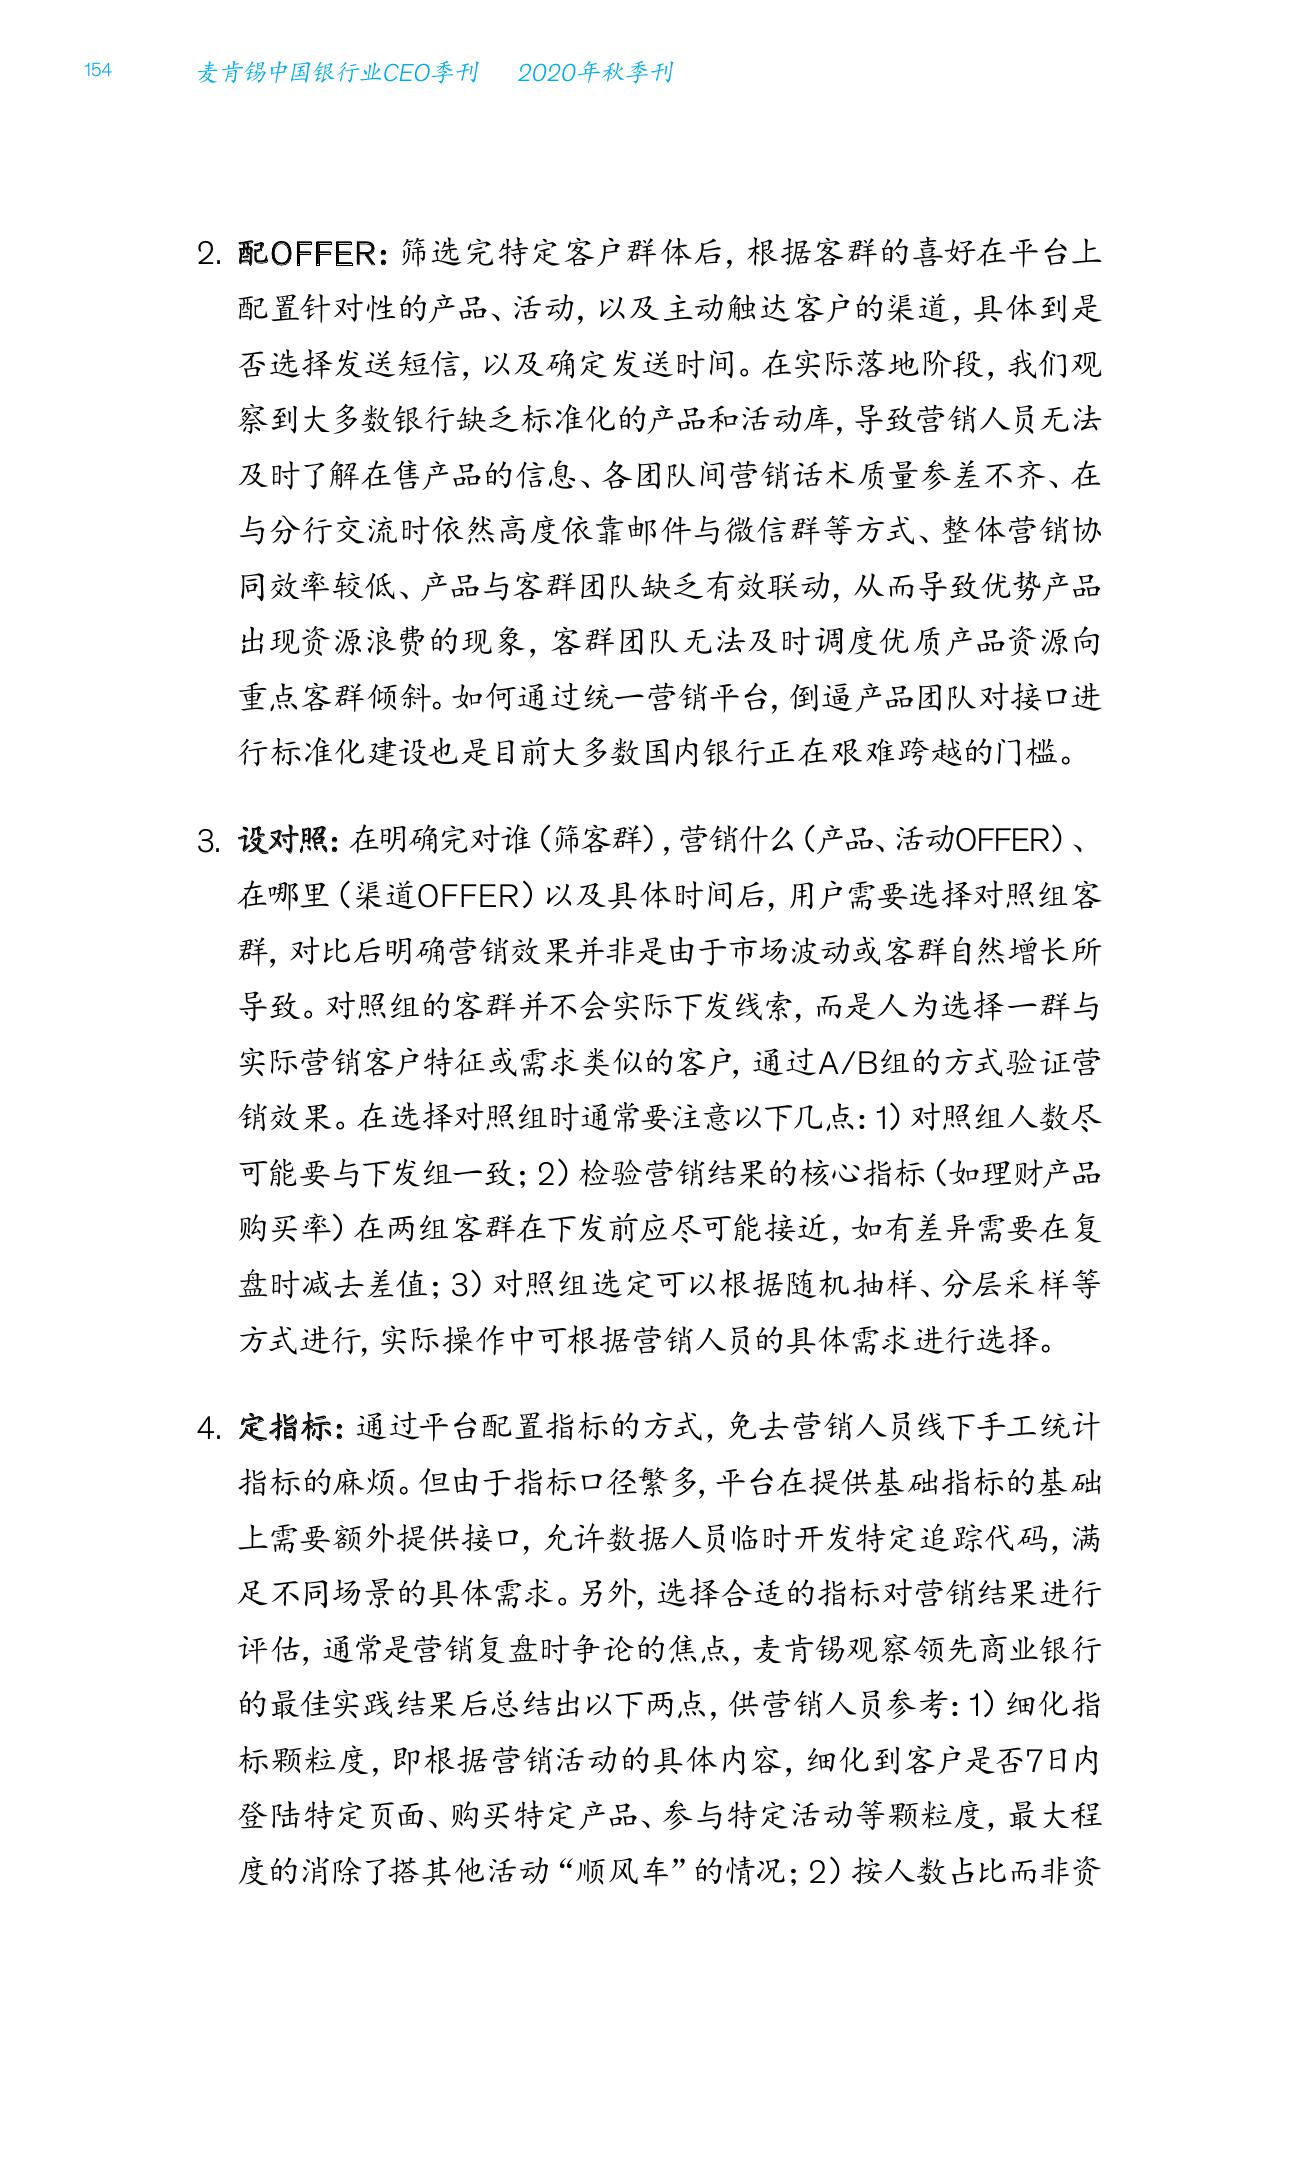 154 麦肯锡中国银行业CEO季刊 2020年秋季刊
2. 配OFFER：筛选完特定客户群体后，根据客群的喜好在平台上
配置针对性的产品、活动，以及主动触达客户的渠道，具体到是
否选择发送短信，以及确定发送时间。在实际落地阶段，我们观
察到大多数银行缺乏标准化的产品和活动库，导致营销人员无法
及时了解在售产品的信息、各团队间营销话术质量参差不齐、在
与分行交流时依然高度依靠邮件与微信群等方式、整体营销协
同效率较低、产品与客群团队缺乏有效联动，从而导致优势产品
出现资源浪费的现象，客群团队无法及时调度优质产品资源向
重点客群倾斜。如何通过统一营销平台，倒逼产品团队对接口进
行标准化建设也是目前大多数国内银行正在艰难跨越的门槛。
3. 设对照：在明确完对谁（筛客群），营销什么（产品、活动OFFER）、
在哪里（渠道OFFER）以及具体时间后，用户需要选择对照组客
群，对比后明确营销效果并非是由于市场波动或客群自然增长所
导致。对照组的客群并不会实际下发线索，而是人为选择一群与
实际营销客户特征或需求类似的客户，通过A/B组的方式验证营
销效果。在选择对照组时通常要注意以下几点：1）对照组人数尽
可能要与下发组一致；2）检验营销结果的核心指标（如理财产品
购买率）在两组客群在下发前应尽可能接近，如有差异需要在复
盘时减去差值；3）对照组选定可以根据随机抽样、分层采样等
方式进行，实际操作中可根据营销人员的具体需求进行选择。
4. 定指标：通过平台配置指标的方式，免去营销人员线下手工统计
指标的麻烦。但由于指标口径繁多，平台在提供基础指标的基础
上需要额外提供接口，允许数据人员临时开发特定追踪代码，满
足不同场景的具体需求。另外，选择合适的指标对营销结果进行
评估，通常是营销复盘时争论的焦点，麦肯锡观察领先商业银行
的最佳实践结果后总结出以下两点，供营销人员参考：1）细化指
标颗粒度，即根据营销活动的具体内容，细化到客户是否7日内
登陆特定页面、购买特定产品、参与特定活动等颗粒度，最大程
度的消除了搭其他活动“顺风车”的情况；2）按人数占比而非资